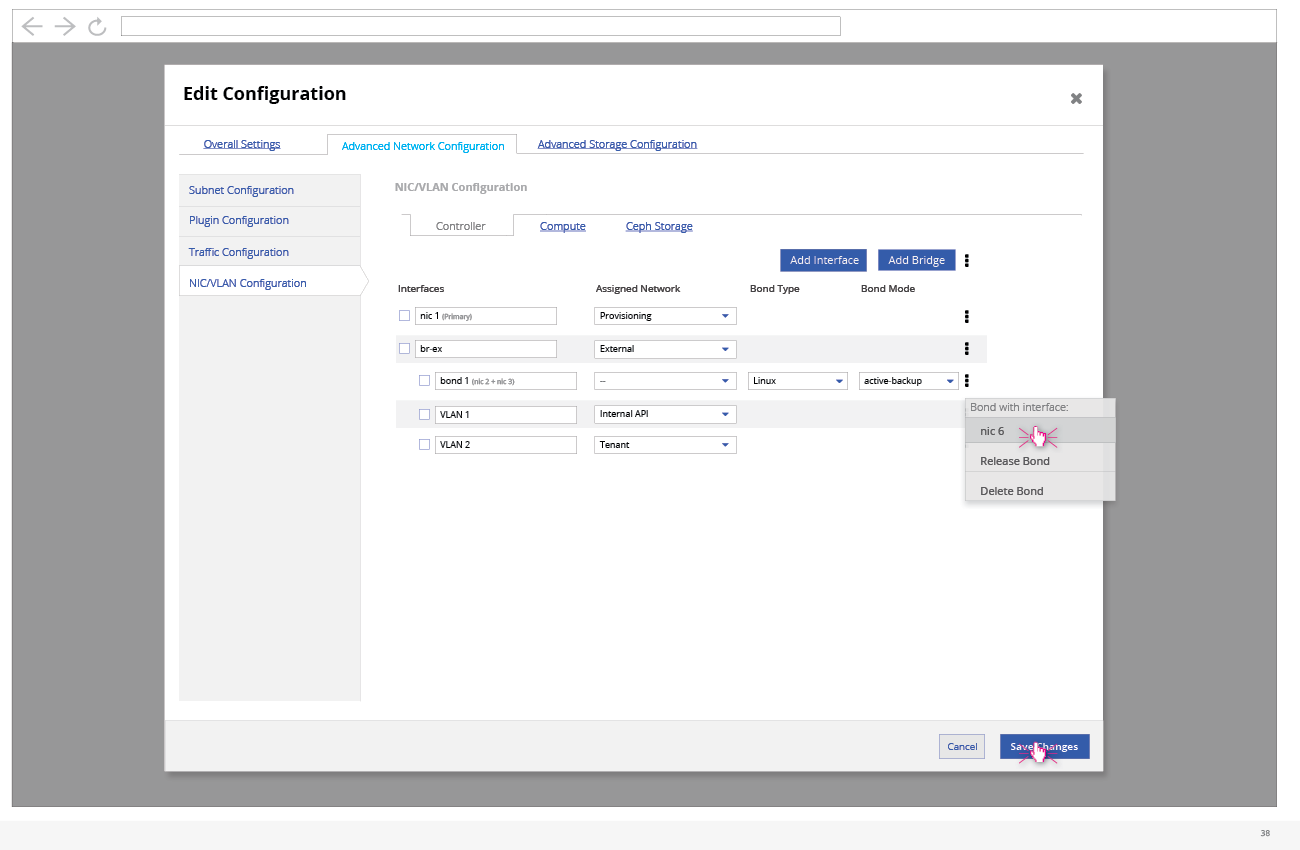 Edit Configuration
Overall Settings
Advanced Network Configuration
Advanced Storage Configuration
Subnet Configuration
Plugin Configuration
Traffic Configuration
NIC/VLAN Configuration
NIC/VLAN Configuration
Controller
Compute
Ceph Storage
Add Interface
Add Bridge
Interfaces
Assigned Network
Bond Type
Bond Mode
nic 1 (Primary)
Provisioning
br-ex
External
bond 1 (nic 2 + nic 3)
--
Linux
active-backup
VLAN 1
Internal API
VLAN 2
Tenant
Bond with interface:
nic 6
Release Bond
Delete Bond
Cancel
Save Changes
38